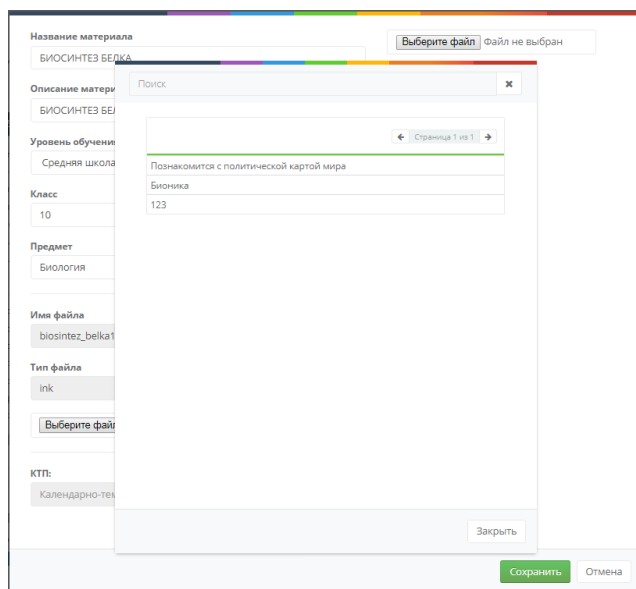 Название материала
БИОСИНТЕЗ БЕЛКА
Выберите файл Файл не выбран
Поиск
Описание матери
БИОСИНТЕЗ БЕЛ
Уровень обучени
Средняя школа
Класс
10
Предмет
Биология
Имя файла
biosintez_belka1
Тип файла
ink
Выберите файл
КТП:
Календарно-тем
Страница 1 из 1
Познакомится с политической картой мира
Бионика
123
Закрыть
Сохранить Отмена